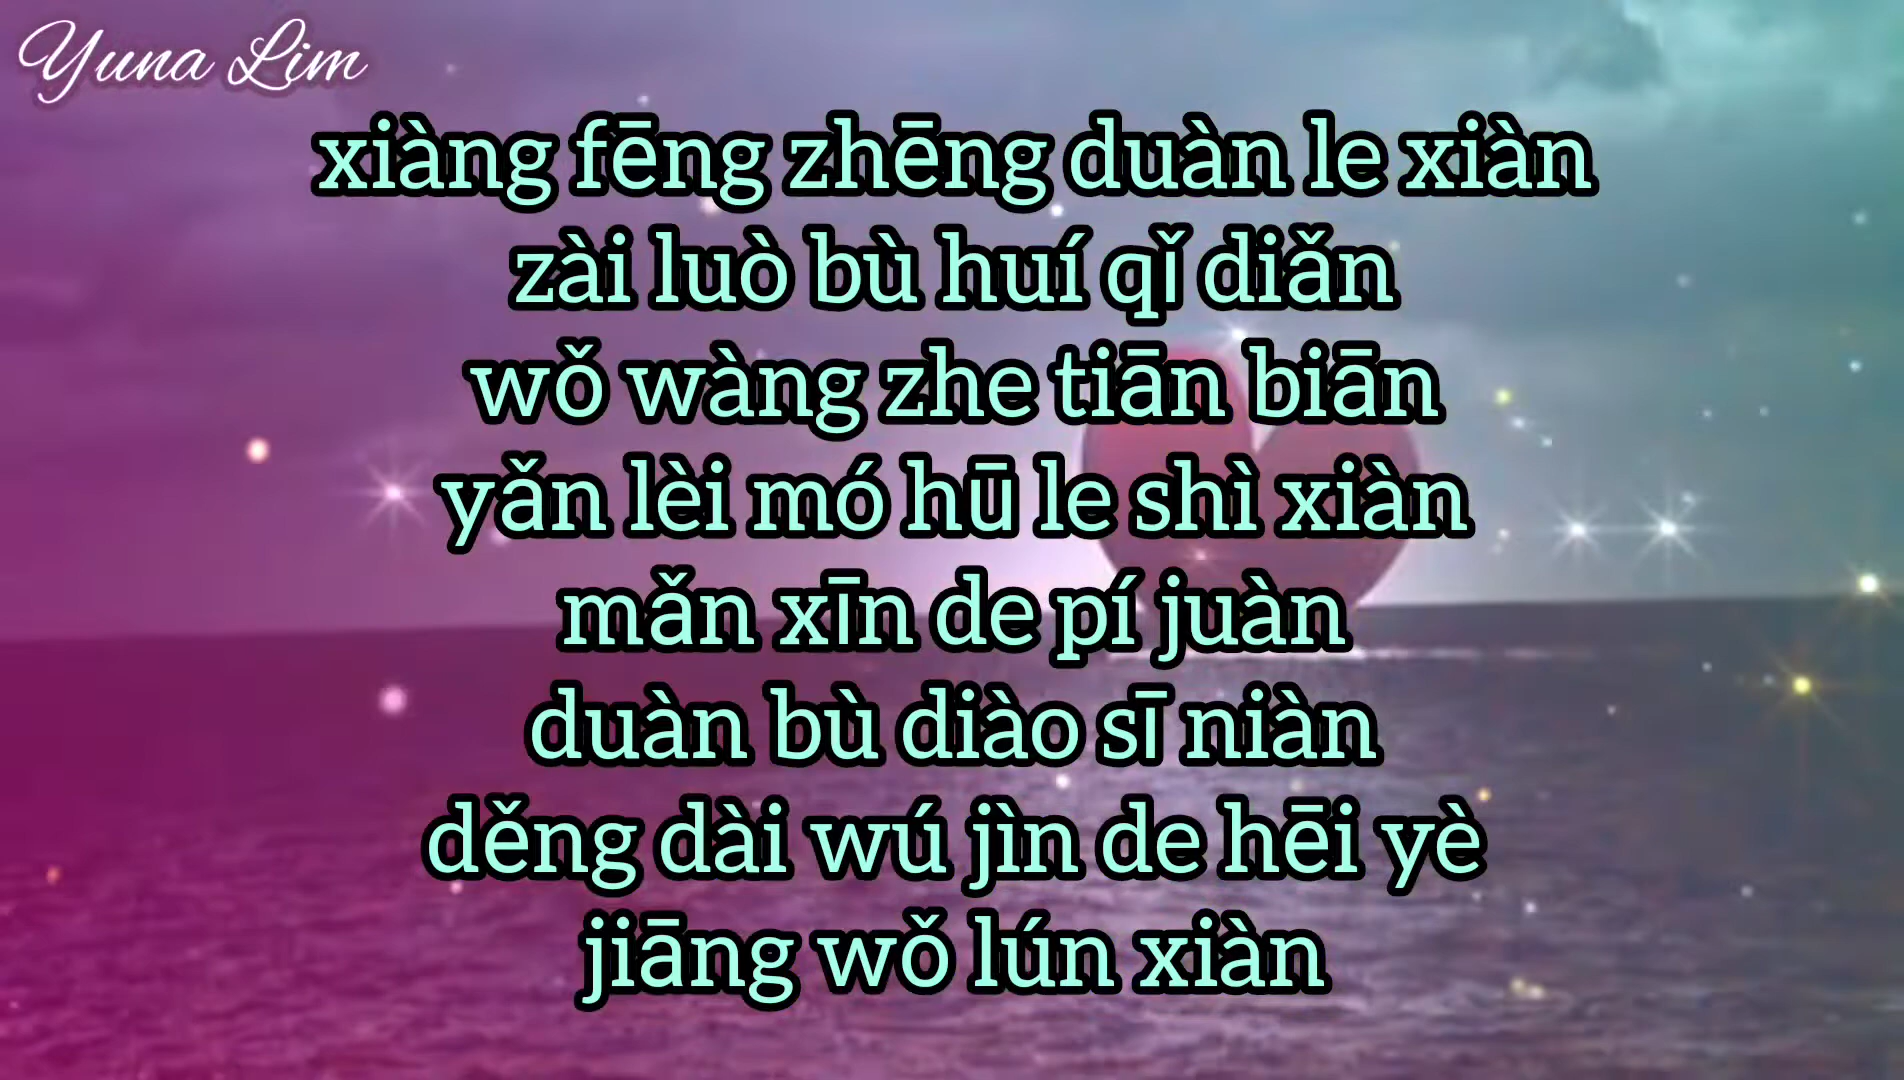 Yuna Lim
xiàng fēng zhēng duàn le xiàn
zài luò bù huí qǐ diǎn
wǒ wàng zhe tiān biān
yǎn lèi mó hū le shì xiàn
mǎn xīn de pí juàn
duàn bù diào sī niàn
děng dài wú jìn de hēi yè
jiāng wǒ lún xiàn